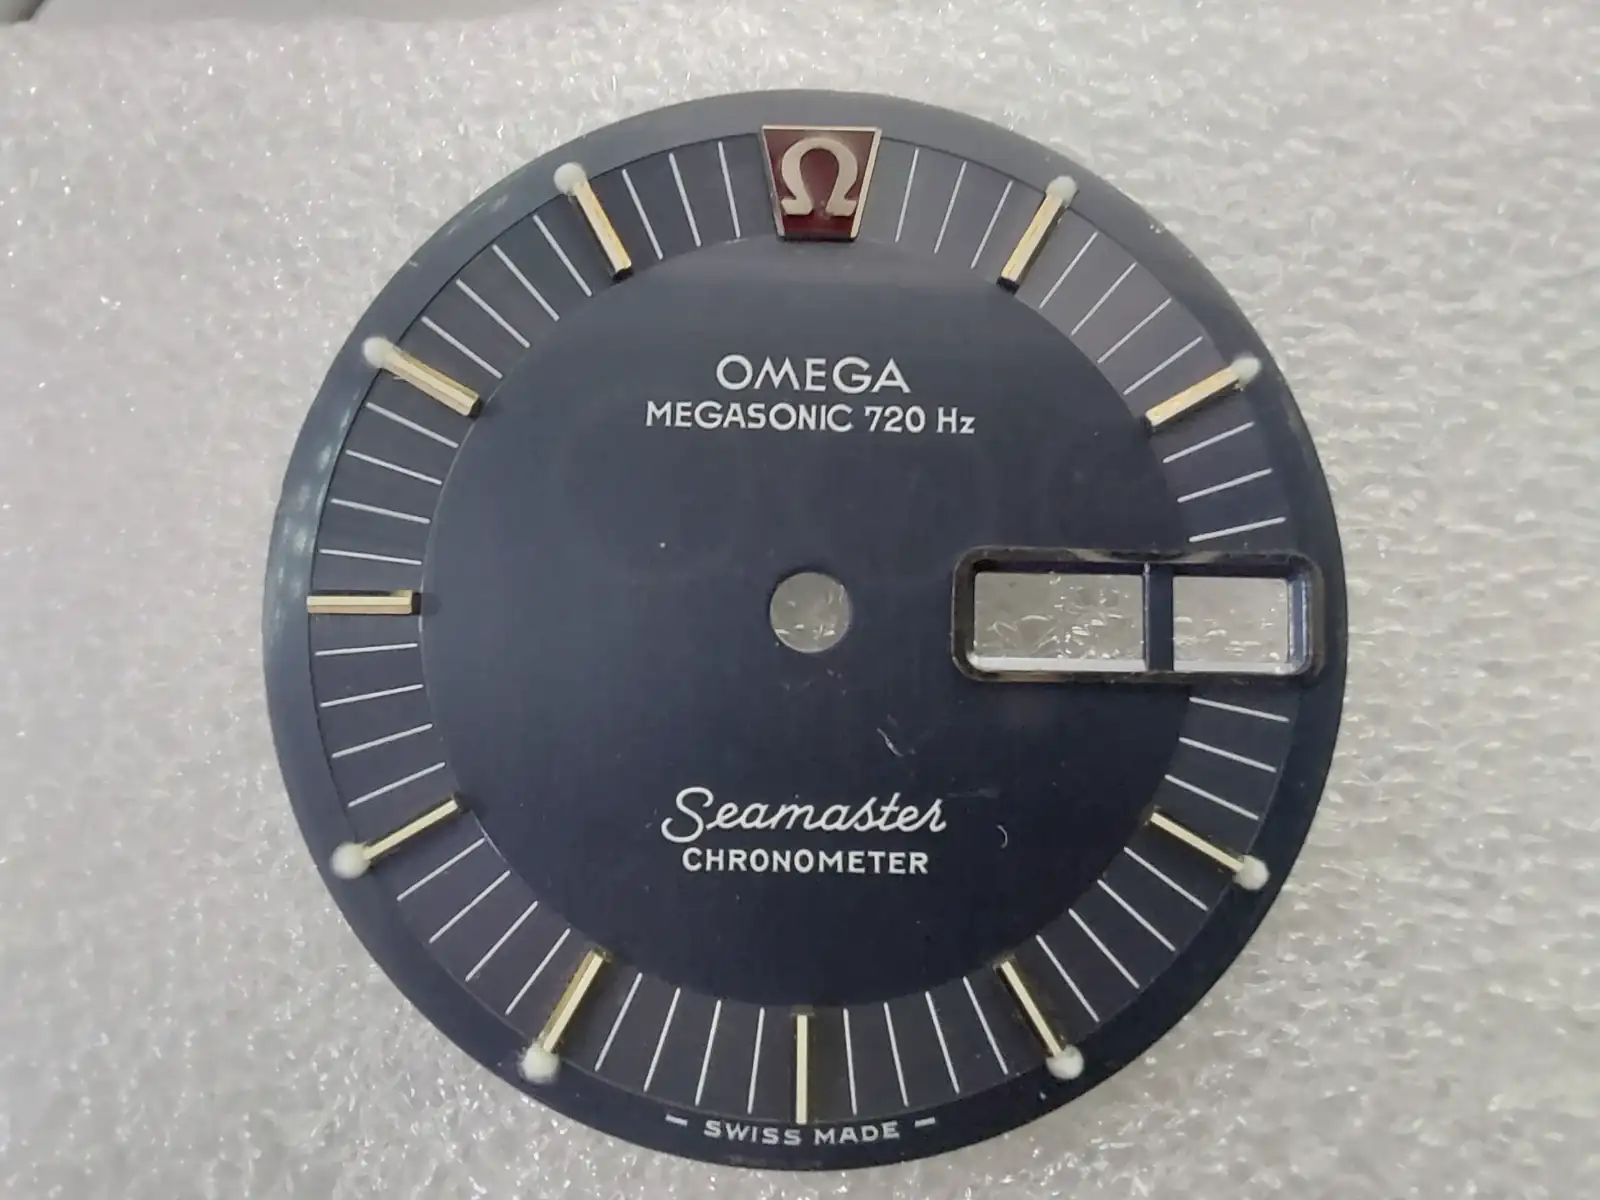 Ω
OMEGA
MEGASONIC 720 Hz
Seamaster
CHRONOMETER
SWISS MADE